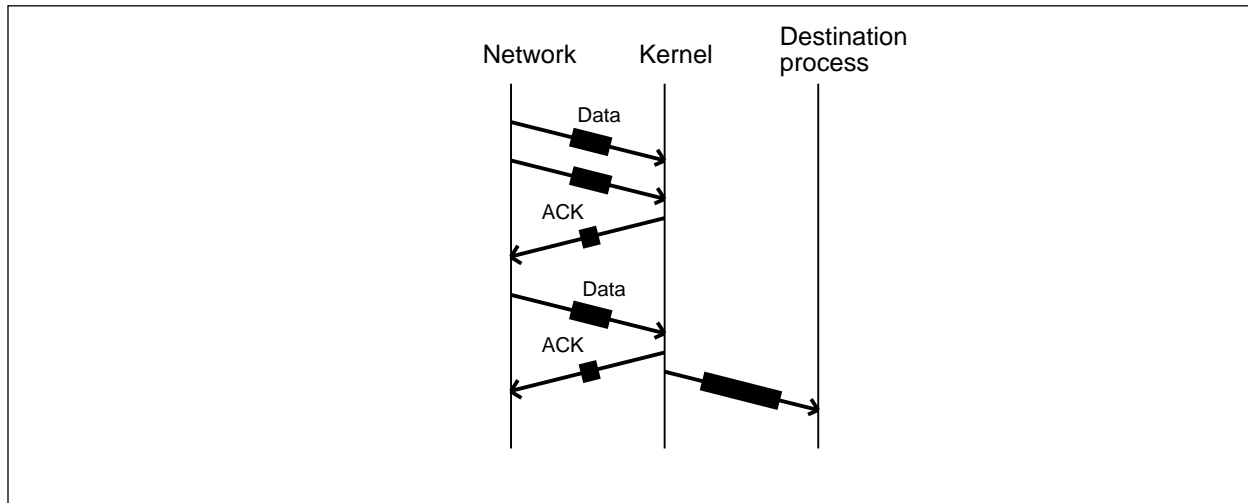 Network
Kernel
Destination
process
Data
ACK
Data
ACK